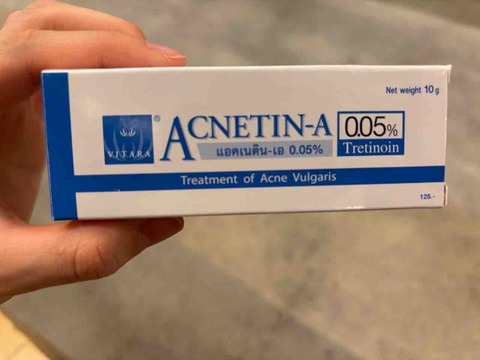 Net weight 10 g
VITARA ®
ACNETIN-A
แอคเนติน-เอ 0.05%
0.05%
Tretinoin
Treatment of Acne Vulgaris
125.-